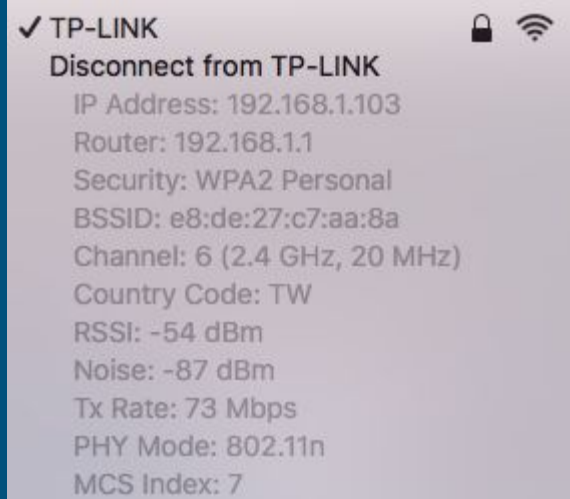 ✓ TP-LINK
Disconnect from TP-LINK
IP Address: 192.168.1.103
Router: 192.168.1.1
Security: WPA2 Personal
BSSID: e8:de:27:c7:aa:8a
Channel: 6 (2.4 GHz, 20 MHz)
Country Code: TW
RSSI: -54 dBm
Noise: -87 dBm
Tx Rate: 73 Mbps
PHY Mode: 802.11n
MCS Index: 7